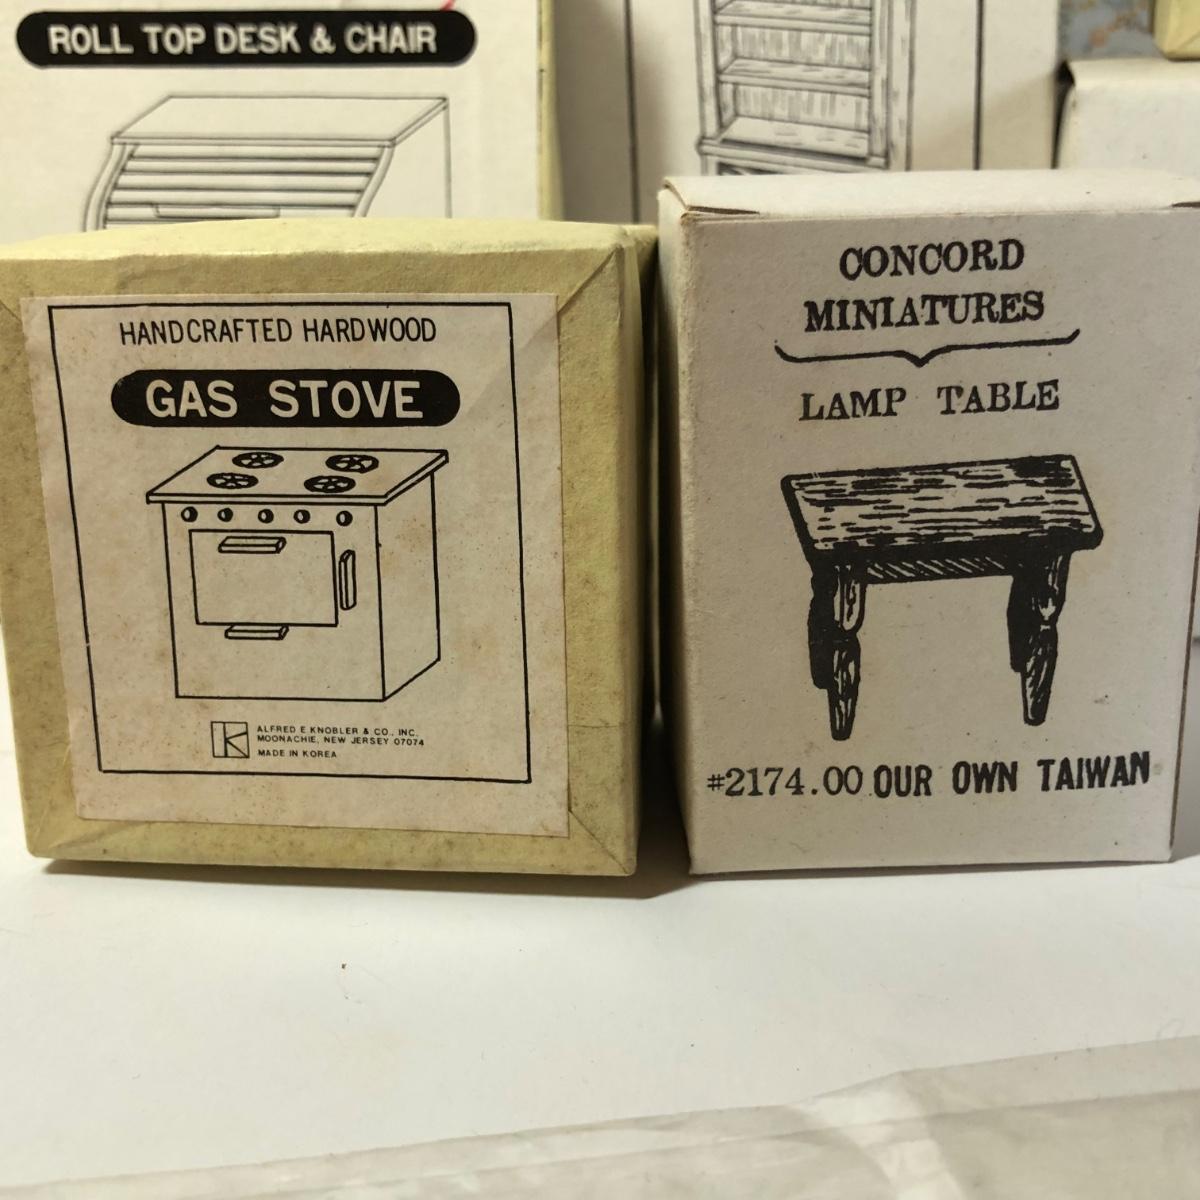 ROLL TOP DESK & CHAIR
HANDCRAFTED HARDWOOD
GAS STOVE
ALFRED E KNOBLER & CO., INC.
MOONACHIE, NEW JERSEY 07074
MADE IN KOREA
CONCORD
MINIATURES
LAMP TABLE
#2174.00 OUR OWN TAIWAN